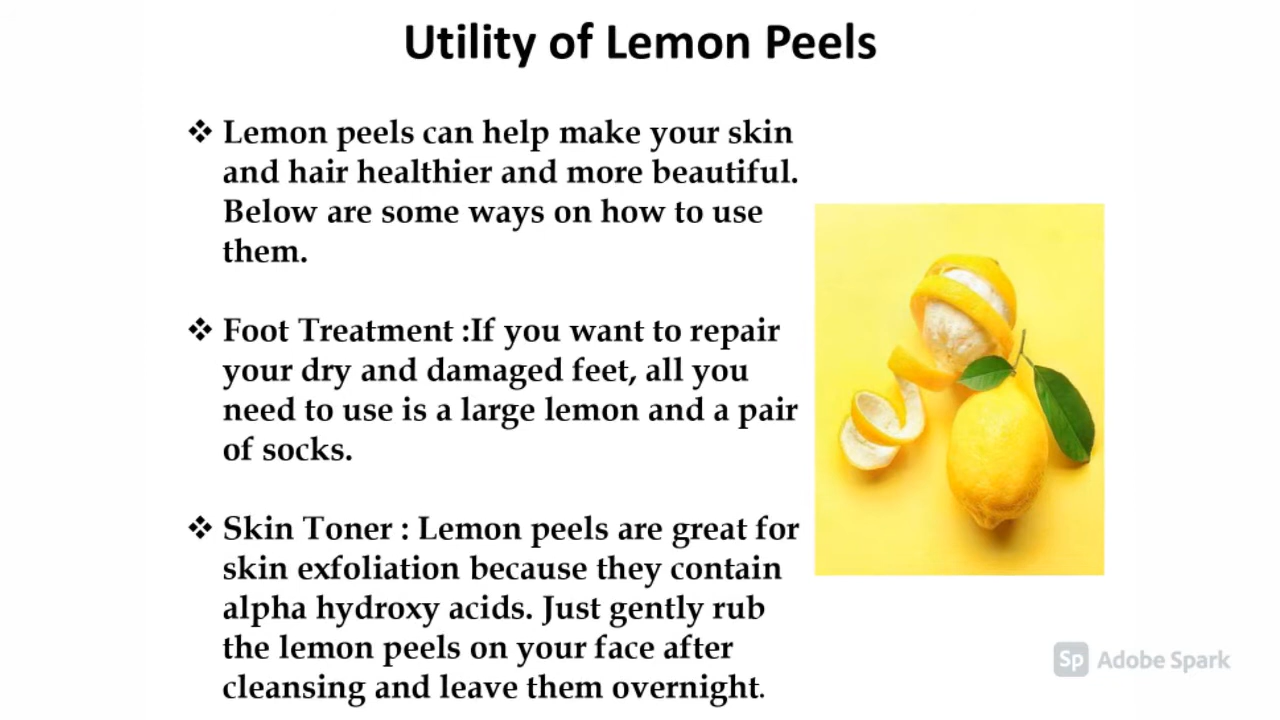 Utility of Lemon Peels
❖ Lemon peels can help make your skin
and hair healthier and more beautiful.
Below are some ways on how to use
them.
❖ Foot Treatment :If you want to repair
your dry and damaged feet, all you
need to use is a large lemon and a pair
of socks.
❖ Skin Toner : Lemon peels are great for
skin exfoliation because they contain
alpha hydroxy acids. Just gently rub
the lemon peels on your face after
cleansing and leave them overnight.
Sp Adobe Spark